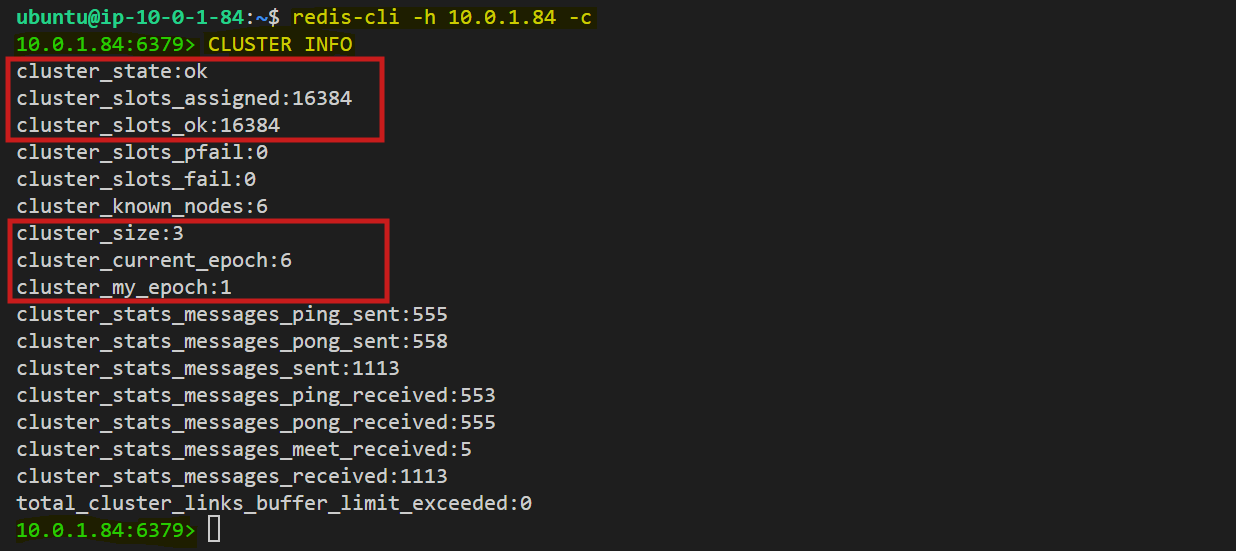 ubuntu@ip-10-0-1-84:~$ redis-cli -h 10.0.1.84 -c
10.0.1.84:6379> CLUSTER INFO
cluster_state:ok
cluster_slots_assigned:16384
cluster_slots_ok:16384
cluster_slots_pfail:0
cluster_slots_fail:0
cluster_known_nodes:6
cluster_size:3
cluster_current_epoch:6
cluster_my_epoch:1
cluster_stats_messages_ping_sent:555
cluster_stats_messages_pong_sent:558
cluster_stats_messages_sent:1113
cluster_stats_messages_ping_received:553
cluster_stats_messages_pong_received:555
cluster_stats_messages_meet_received:5
cluster_stats_messages_received:1113
total_cluster_links_buffer_limit_exceeded:0
10.0.1.84:6379>